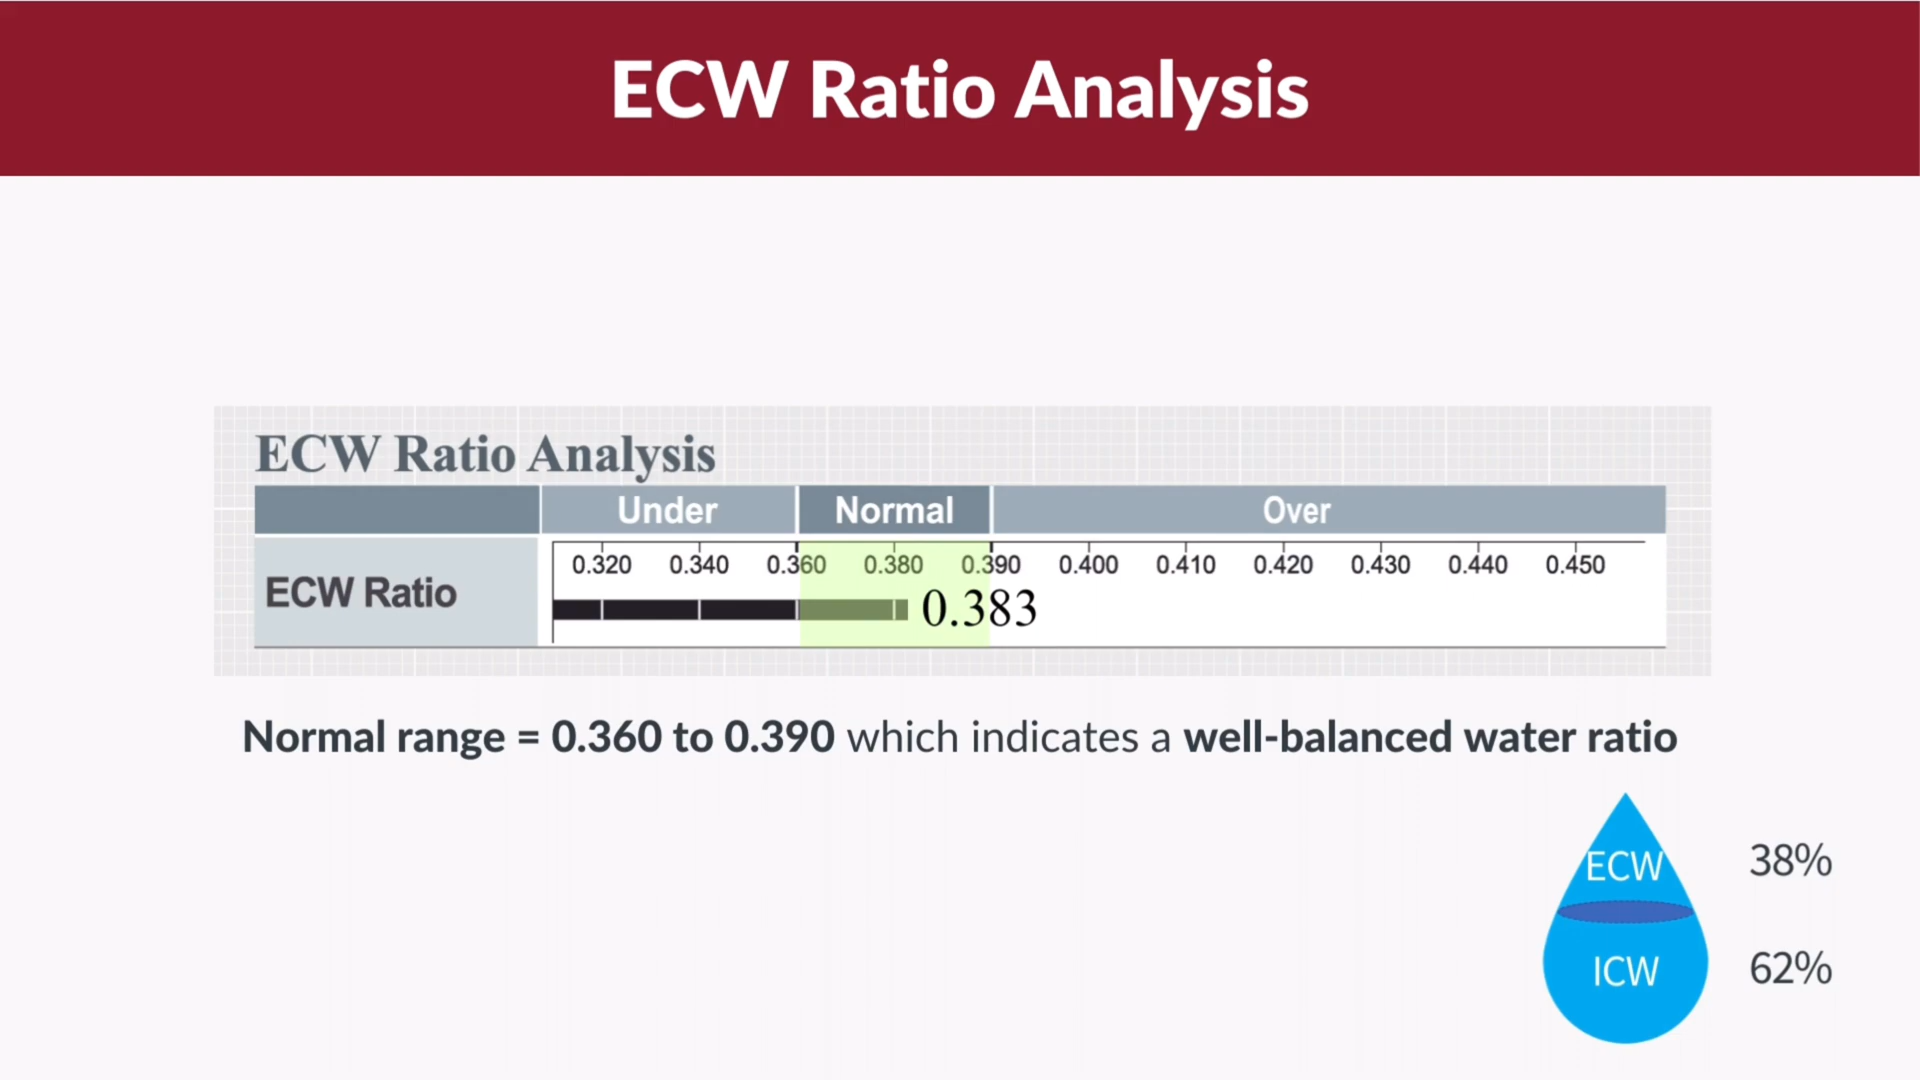 ECW Ratio Analysis
ECW Ratio Analysis
Under Normal Over
0.320 0.340 0.360 0.380 0.390 0.400 0.410 0.420 0.430 0.440 0.450
ECW Ratio
0.383
Normal range = 0.360 to 0.390 which indicates a well-balanced water ratio
ECW 38%
ICW 62%